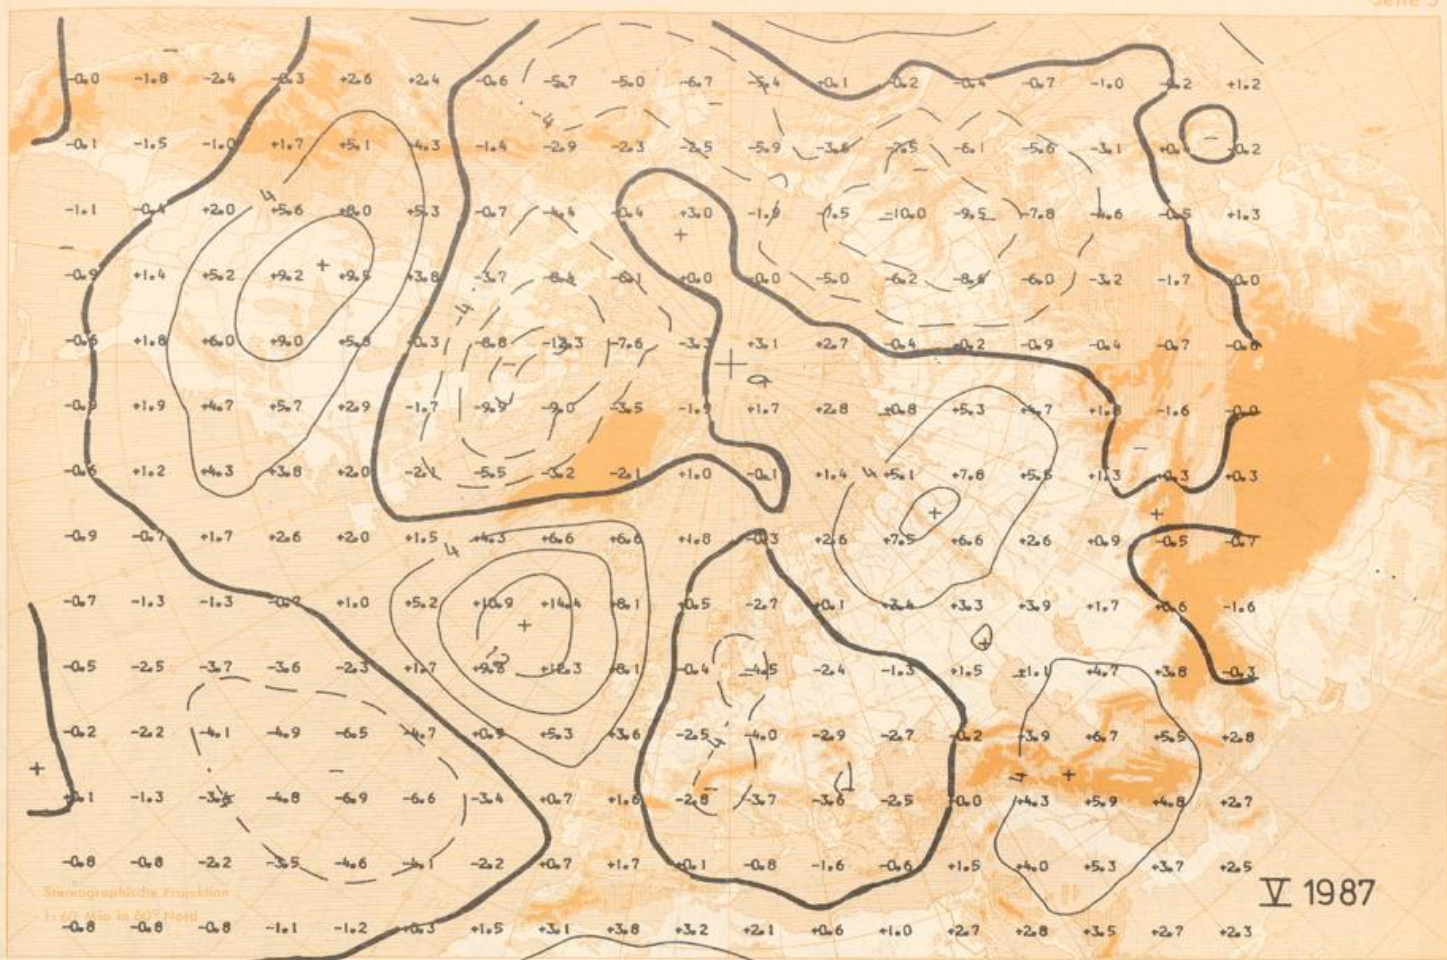 Seite 5
-0.0 -1.8 -2.4 -0.3 +2.6 +2.4 -0.6 -5.7 -5.0 -6.7 -5.4 +0.1 -0.2 -0.4 -0.7 -1.0 -0.2 +1.2
4
-0.1 -1.5 -1.0 +1.7 +5.1 +4.3 -1.4 -2.9 -2.3 -2.5 -5.9 -3.6 -7.5 -6.1 -5.6 -3.1 -0.2
4
-1.1 -0.4 +2.0 +5.6 +8.0 +5.3 -0.7 -4.4 -0.4 +3.0 -1.9 -7.5 -10.0 -9.5 -7.8 -4.6 -0.5 +1.3
-0.9 +1.4 +5.2 +9.2 +9.5 +3.8 -3.7 -8.4 -6.1 +0.0 -0.0 -5.0 -6.2 -8.6 -6.0 -3.2 -1.7 -0.0
4
-0.6 +1.8 +6.0 +9.0 +5.8 -0.3 -8.8 -12.3 -7.6 -3.3 +3.1 +2.7 -0.4 -0.2 -0.9 -0.4 -0.7 -0.8
-0.9 +1.9 +4.7 +5.7 +2.9 -1.7 -9.9 -9.0 -3.5 -1.9 +1.7 +2.8 +0.8 +5.3 +4.7 +1.8 -1.6 -0.0
-0.6 +1.2 +4.3 +3.8 +2.0 -2.1 -5.5 -3.2 -2.1 +1.0 -0.1 +1.4 4 +5.1 +7.8 +5.5 +1.3 +0.3 +0.3
-0.9 -0.7 +1.7 +2.6 +2.0 +1.5 4 +4.3 +6.6 +6.6 +1.8 -0.3 +2.6 +7.5 +6.6 +2.6 +0.9 -0.5 -0.7
-0.7 -1.3 -1.3 -0.7 +1.0 +5.2 +10.9 +14.4 +8.1 +0.5 -2.7 +0.1 +3.4 +3.3 +3.9 +1.7 +0.6 -1.6
12
-0.5 -2.5 -3.7 -3.6 -2.3 +1.7 +9.8 +12.3 +8.1 -0.4 -4.5 -2.4 -1.3 +1.5 +1.1 +4.7 +3.8 -0.3
-0.2 -2.2 -4.1 -4.9 -6.5 -4.7 +0.9 +5.3 +3.6 -2.5 4 -4.0 -2.9 -2.7 -0.2 +3.9 +6.7 +5.5 +2.8
4
+0.1 -1.3 -3.4 -4.8 -6.9 -6.6 -3.4 +0.7 +1.6 -2.8 -3.7 -3.6 -2.5 -0.0 +4.3 +5.9 +4.8 +2.7
-0.8 -0.8 -2.2 -3.5 -4.6 -4.1 -2.2 +0.7 +1.7 +0.1 -0.8 -1.6 -0.6 +1.5 +4.0 +5.3 +3.7 +2.5
Stereographische Projektion
V 1987
1:60 Mio in 60° Nord
-0.8 -0.8 -0.8 -1.1 -1.2 +0.3 +1.5 +3.1 +3.8 +3.2 +2.1 +0.6 +1.0 +2.7 +2.8 +3.5 +2.7 +2.3